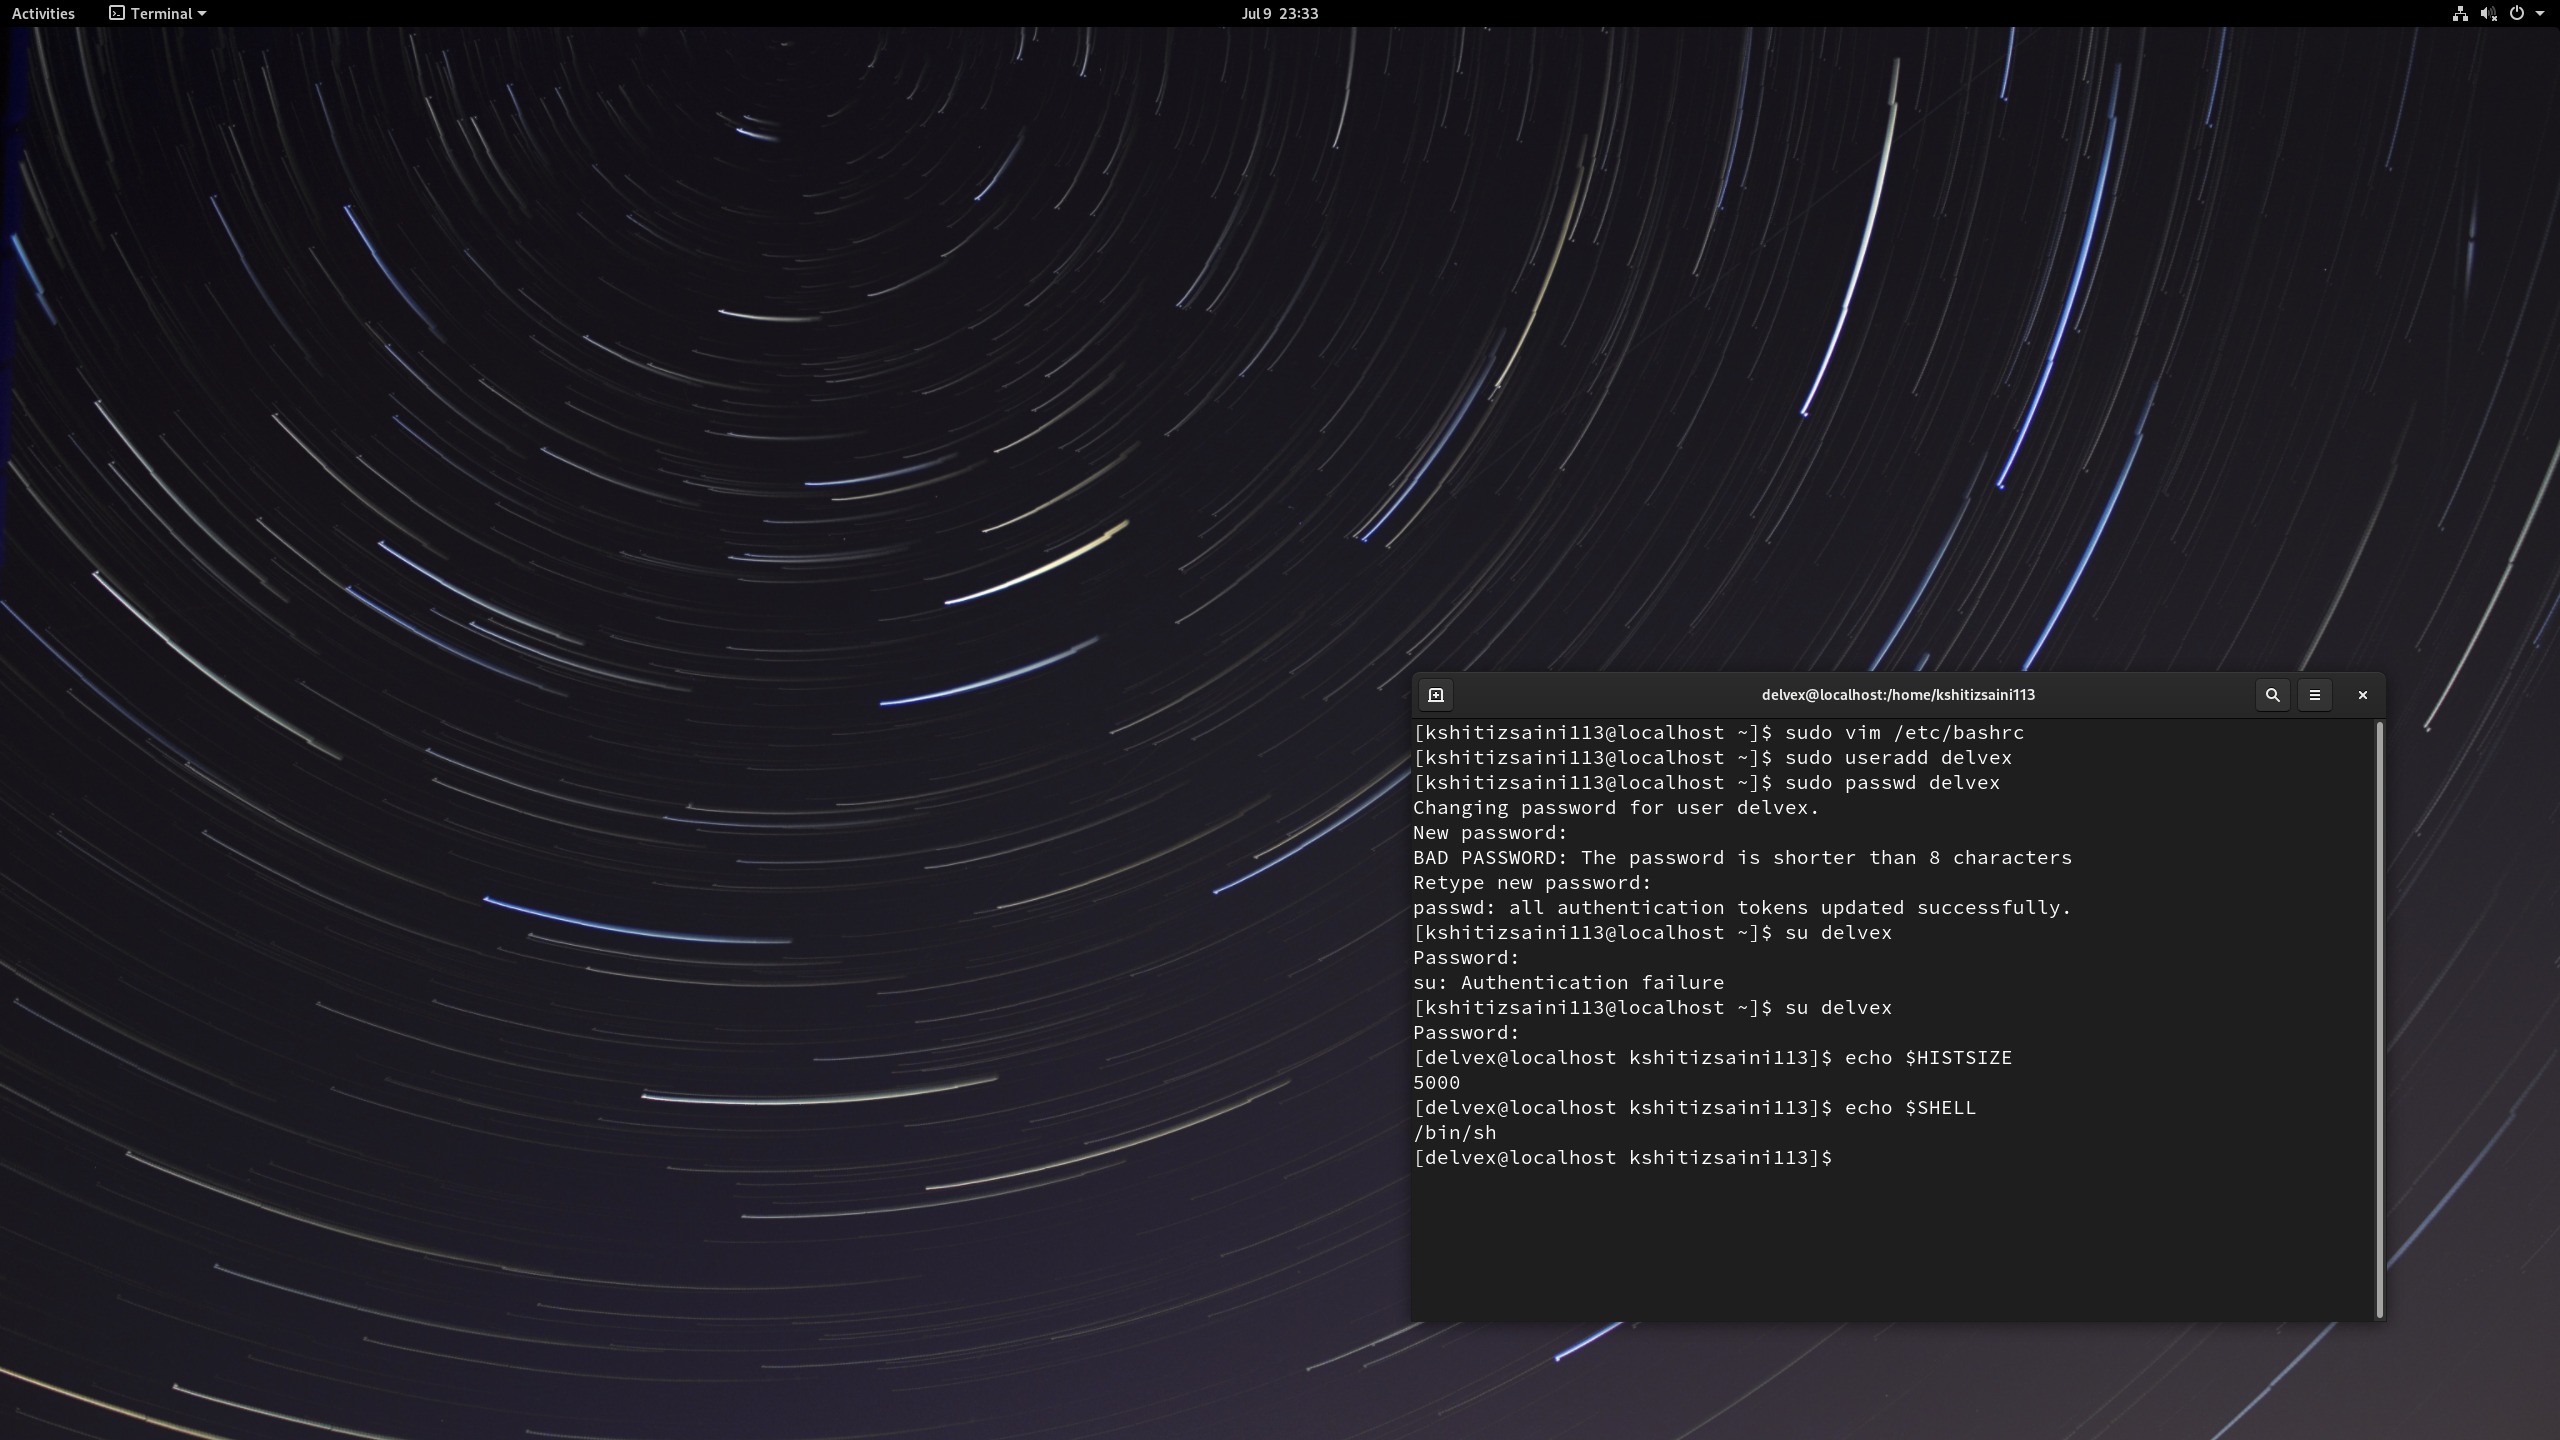 Activities
Terminal
Jul 9 23:33
delvex@localhost:/home/kshitizsaini113
[kshitizsaini113@localhost ~]$ sudo vim /etc/bashrc
[kshitizsaini113@localhost ~]$ sudo useradd delvex
[kshitizsaini113@localhost ~]$ sudo passwd delvex
Changing password for user delvex.
New password:
BAD PASSWORD: The password is shorter than 8 characters
Retype new password:
passwd: all authentication tokens updated successfully.
[kshitizsaini113@localhost ~]$ su delvex
Password:
su: Authentication failure
[kshitizsaini113@localhost ~]$ su delvex
Password:
[delvex@localhost kshitizsaini113]$ echo $HISTSIZE
5000
[delvex@localhost kshitizsaini113]$ echo $SHELL
/bin/sh
[delvex@localhost kshitizsaini113]$